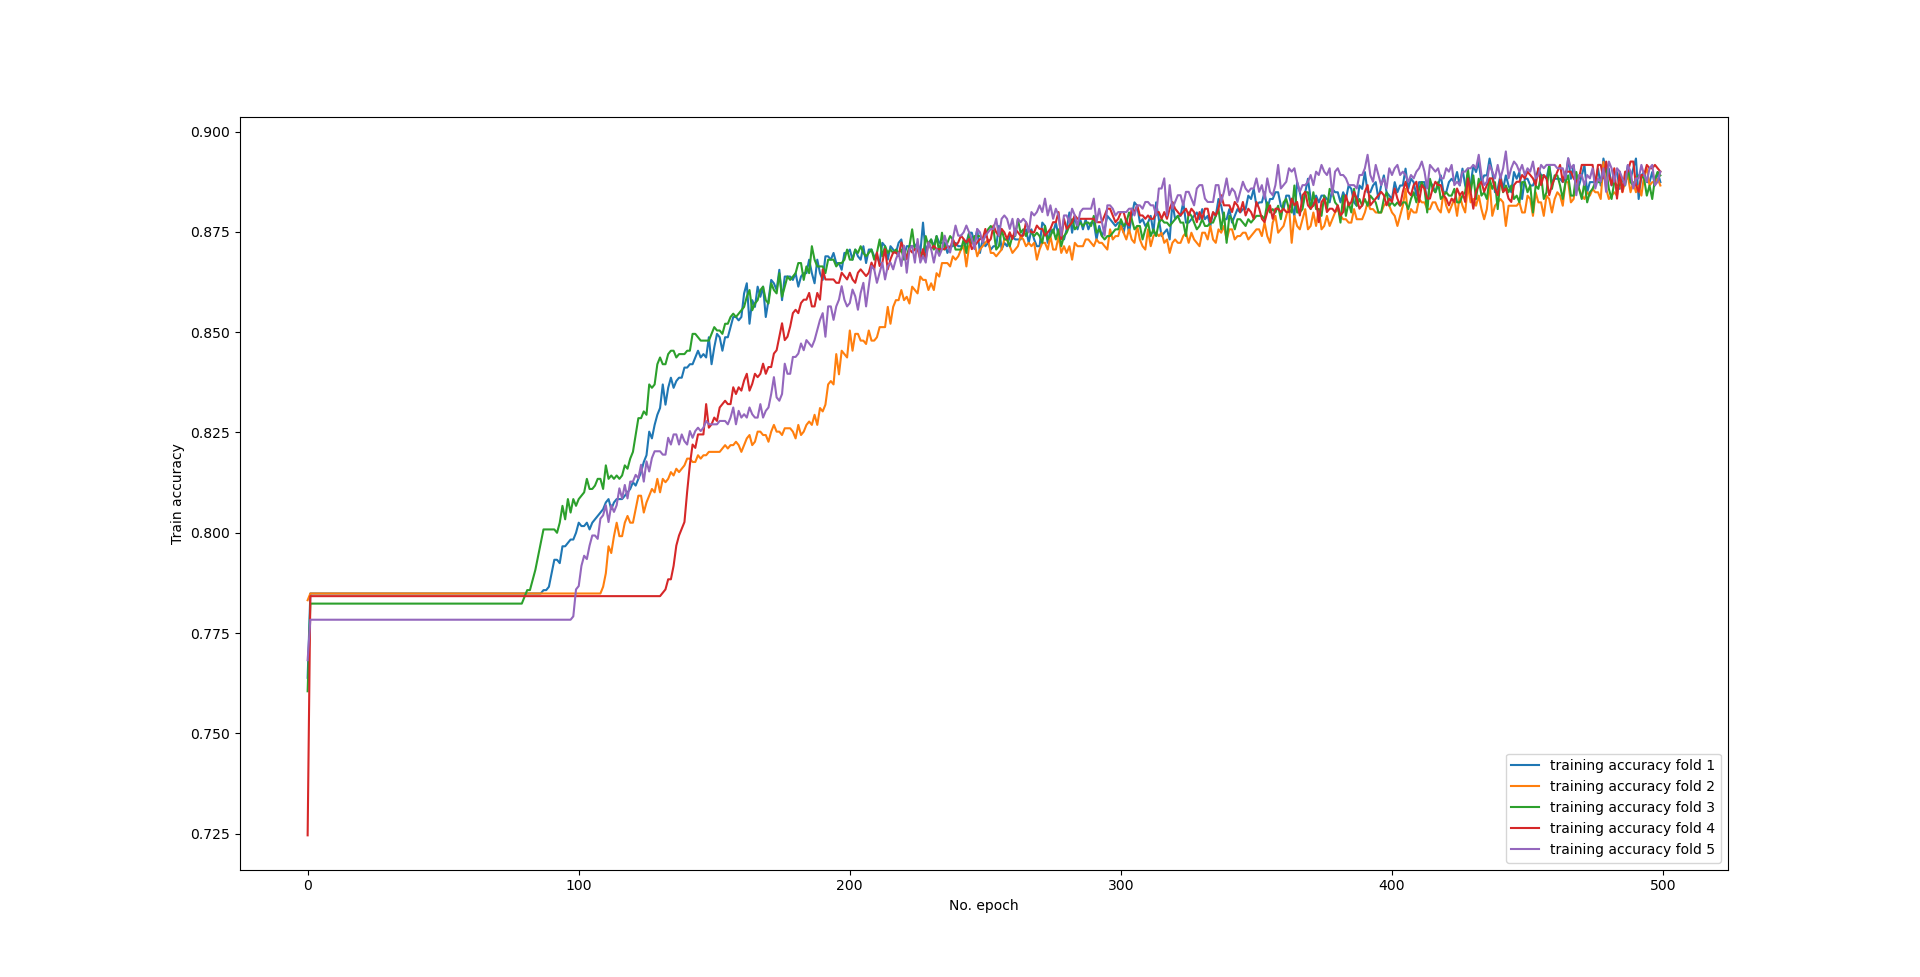 0.900
0.875
0.850
0.825
0.800
0.775
0.750
0.725
Train accuracy
0 100 200 300 400 500
No. epoch
training accuracy fold 1
training accuracy fold 2
training accuracy fold 3
training accuracy fold 4
training accuracy fold 5